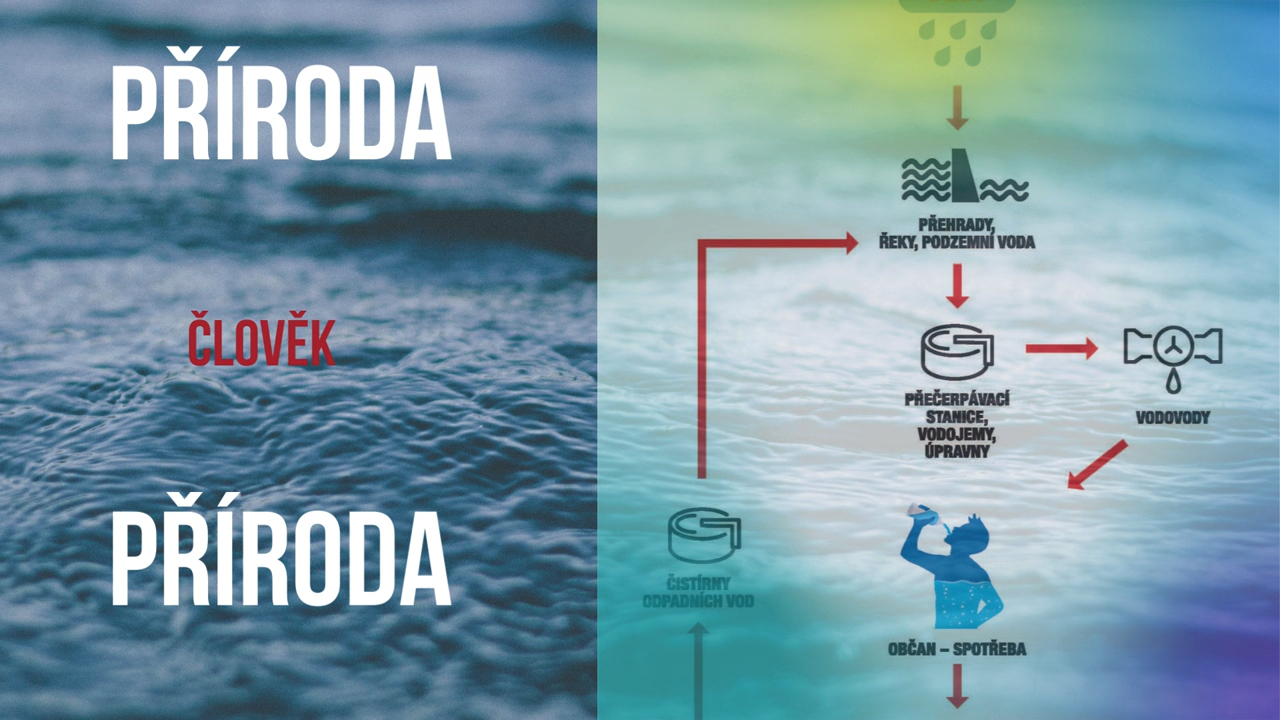 PŘÍRODA
ČLOVĚK
PŘÍRODA
PŘEHRADY,
ŘEKY, PODZEMNÍ VODA
PŘEČERPÁVACÍ
STANICE,
VODOJEMY,
ÚPRAVNY
VODOVODY
ČISTÍRNY
ODPADNÍCH VOD
OBČAN – SPOTŘEBA